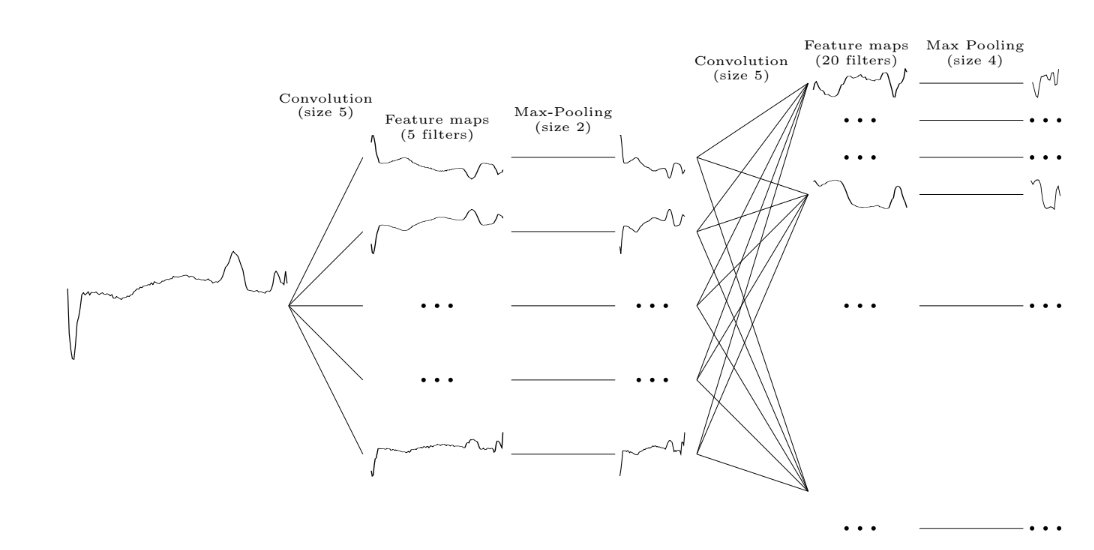 Convolution
(size 5)
Feature maps
(5 filters)
Max-Pooling
(size 2)
Convolution
(size 5)
Feature maps
(20 filters)
Max Pooling
(size 4)